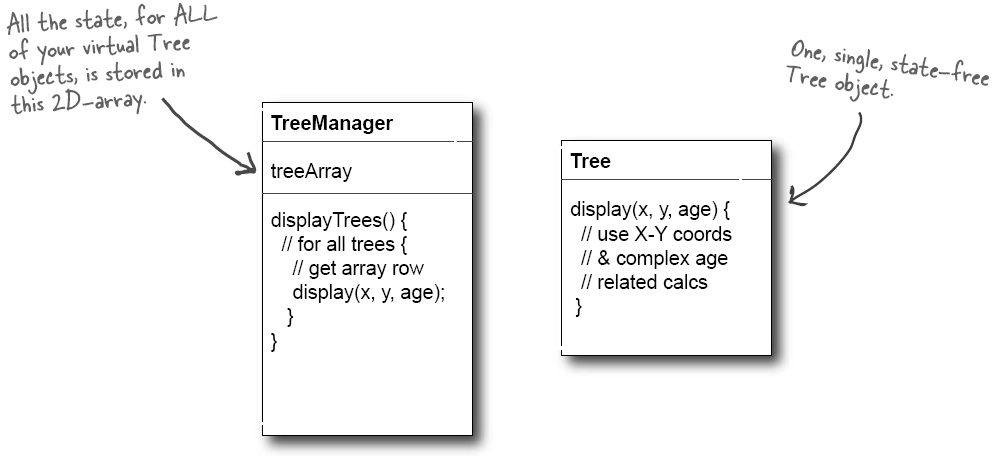 All the state, for ALL
of your virtual Tree
objects, is stored in
this 2D-array.
One, single, state-free
Tree object.
TreeManager
treeArray
displayTrees() {
// for all trees {
// get array row
display(x, y, age);
}
}
Tree
display(x, y, age) {
// use X-Y coords
// & complex age
// related calcs
}